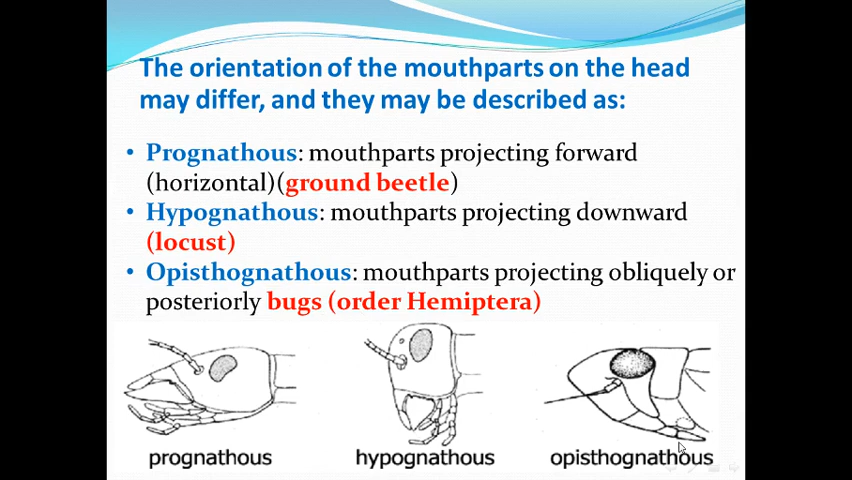 The orientation of the mouthparts on the head
may differ, and they may be described as:
• Prognathous: mouthparts projecting forward
(horizontal)(ground beetle)
• Hypognathous: mouthparts projecting downward
(locust)
• Opisthognathous: mouthparts projecting obliquely or
posteriorly bugs (order Hemiptera)
prognathous hypognathous opisthognathous